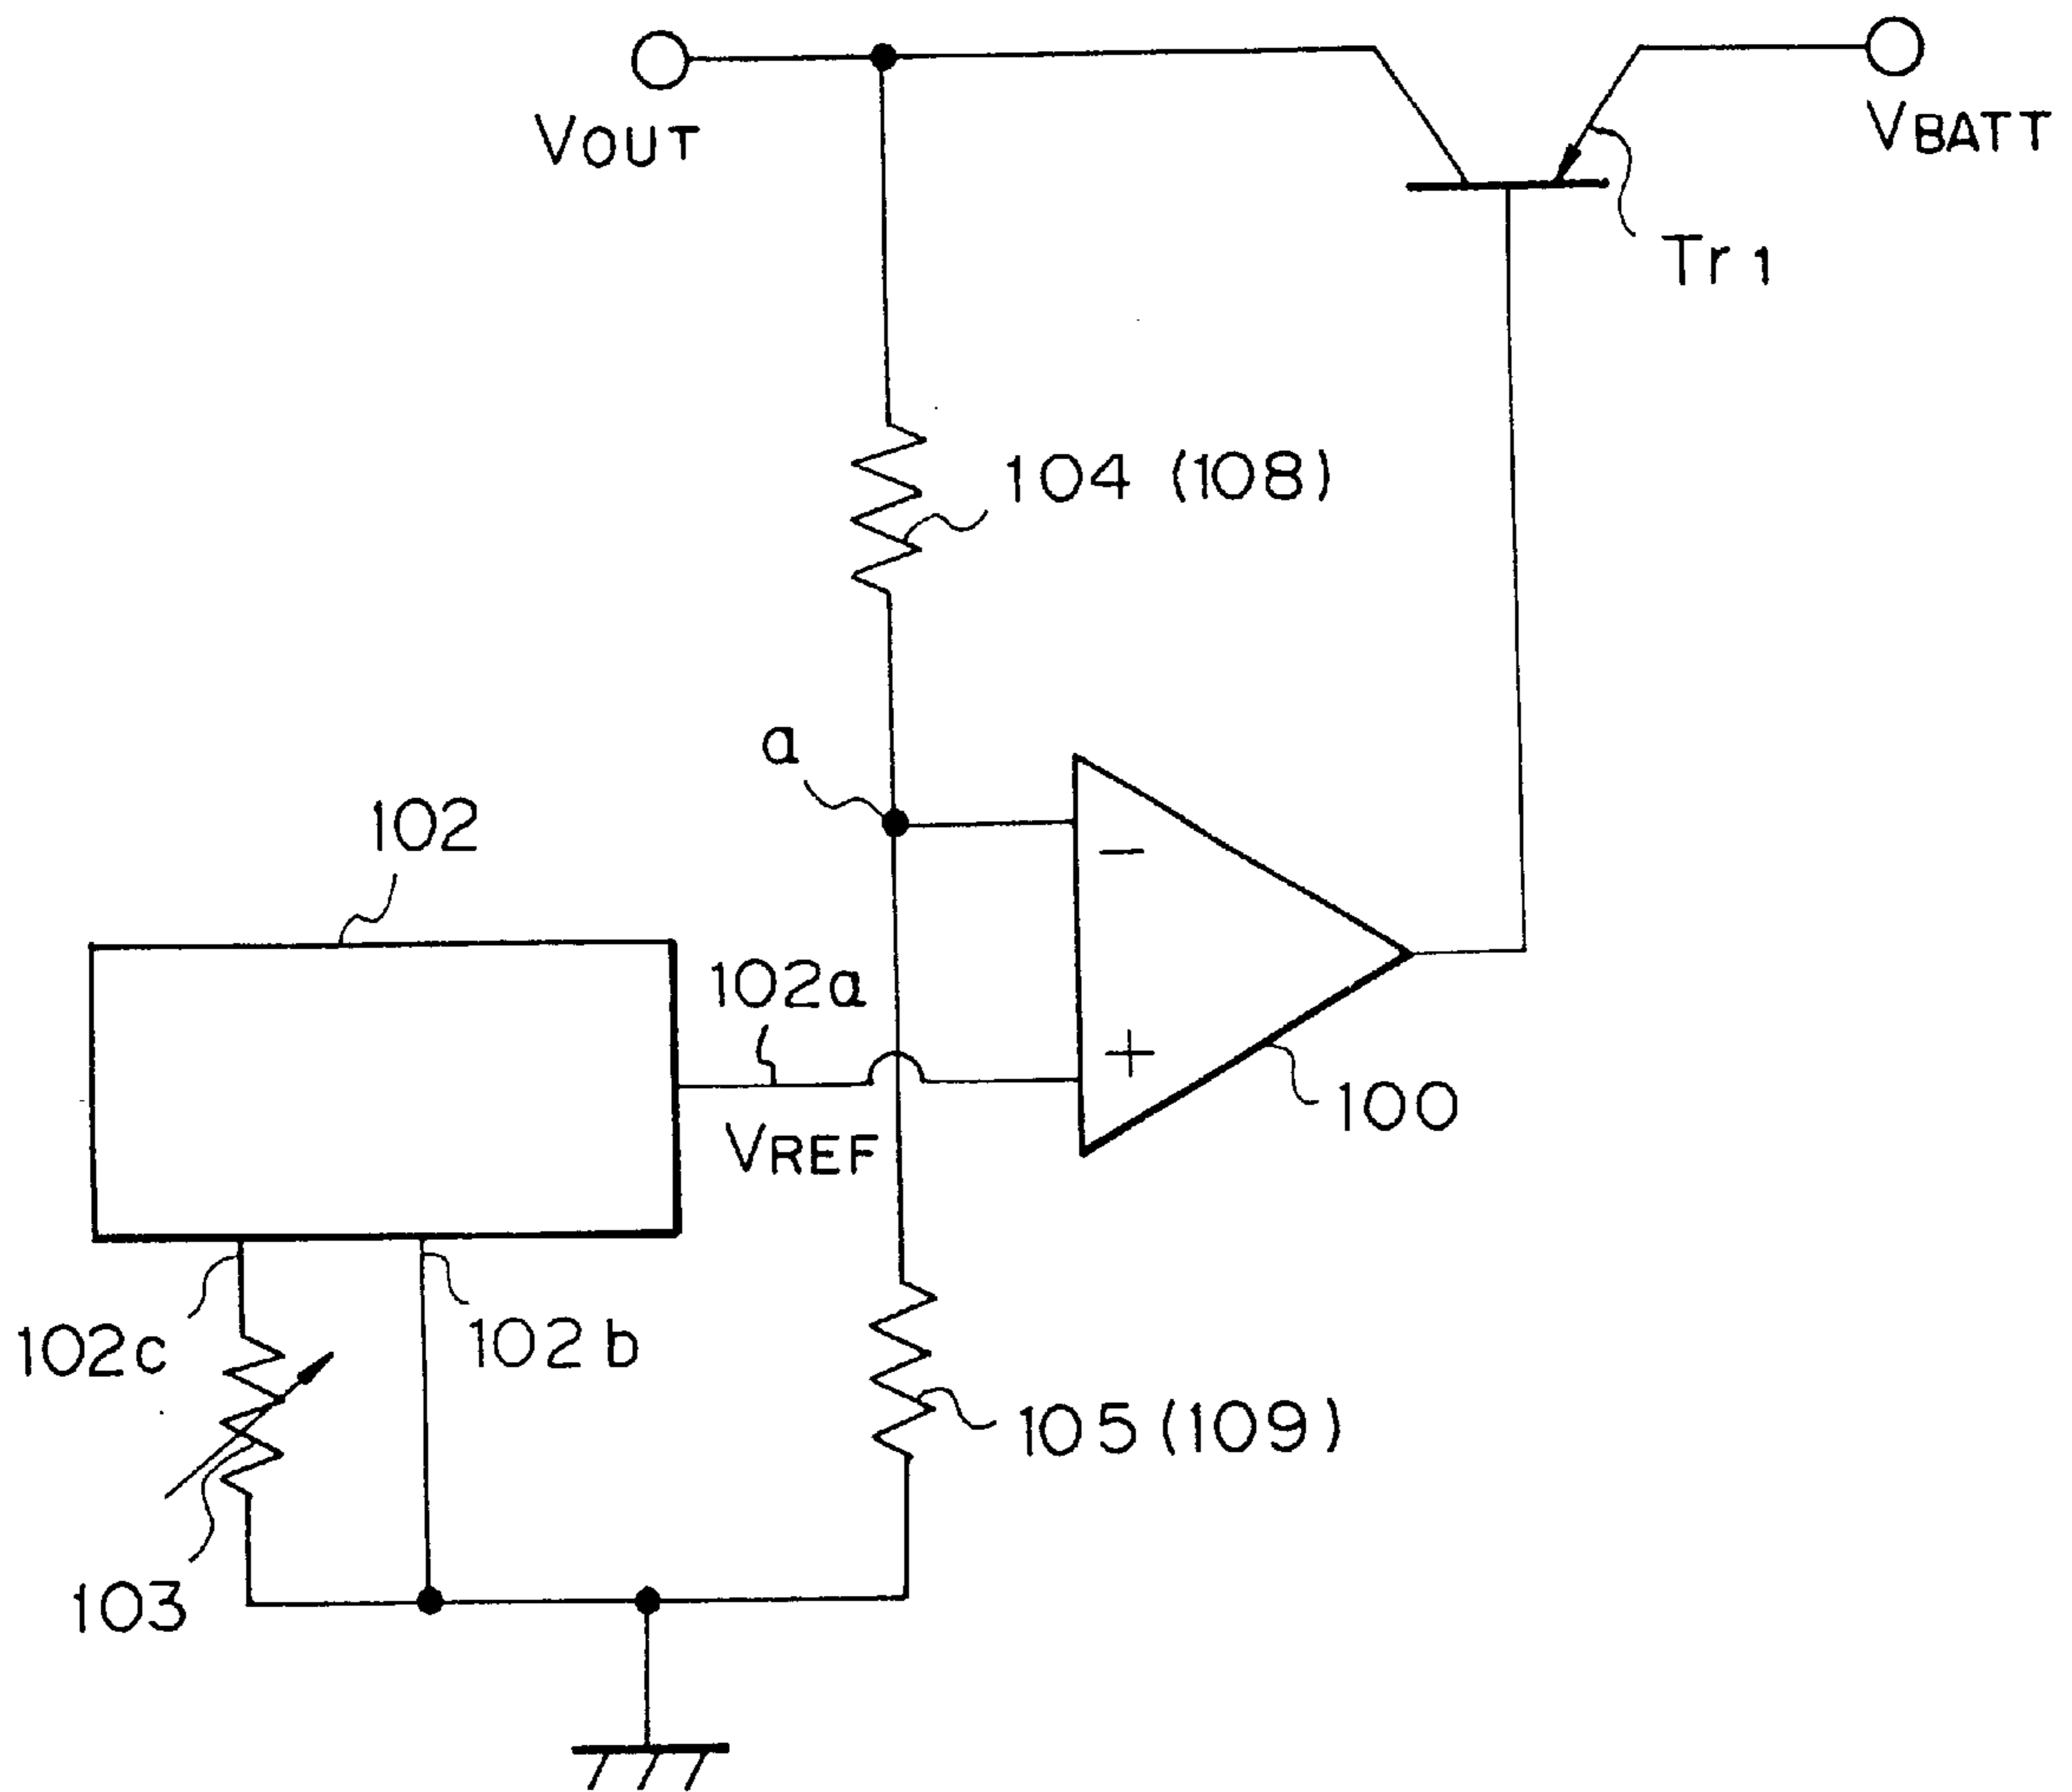 VOUT
VBATT
Tr1
104 (108)
a
102
−
102a
+
VREF
100
102c
102b
105 (109)
103